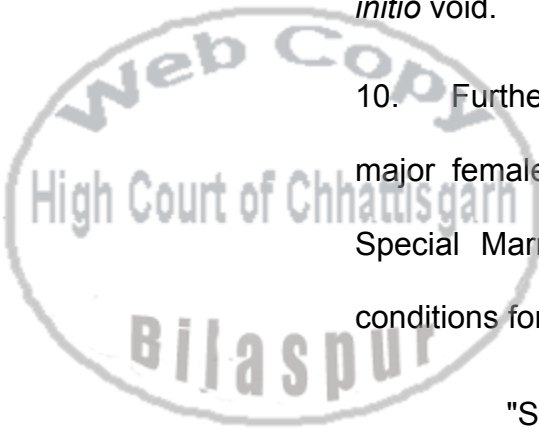 initio void.
Web Copy
10. Furthe
major female
High Court of Chhattisgarh
Special Marr
conditions for
Bilaspur
"S